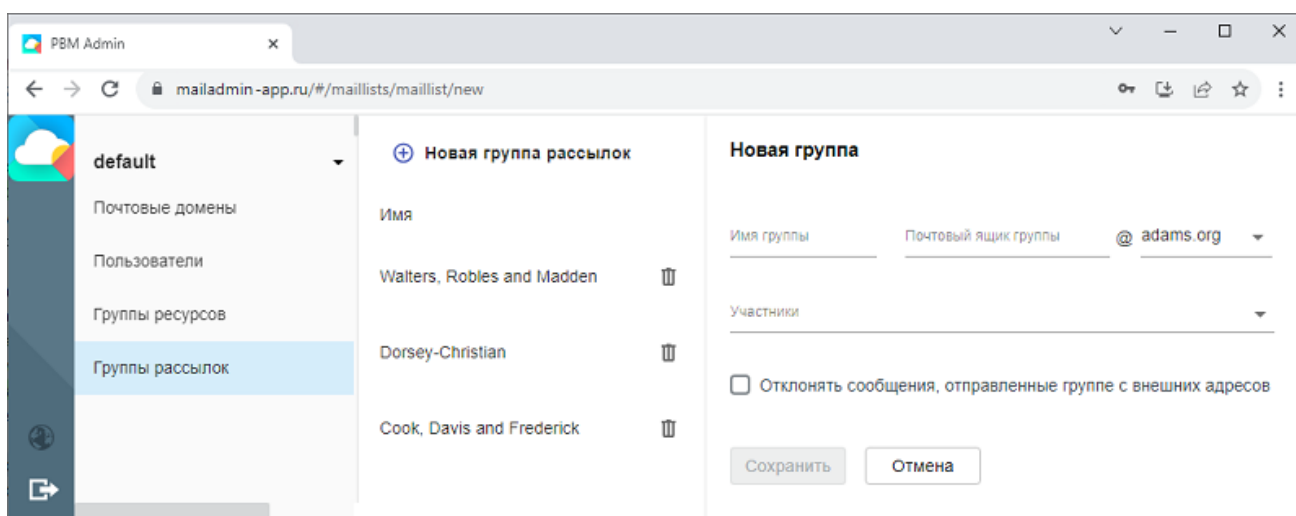 PBM Admin
mailadmin-app.ru/#/maillists/maillist/new
default
Почтовые домены
Пользователи
Группы ресурсов
Группы рассылок
Новая группа рассылок
Имя
Walters, Robles and Madden
Dorsey-Christian
Cook, Davis and Frederick
Новая группа
Имя группы Почтовый ящик группы @ adams.org
Участники
Отклонять сообщения, отправленные группе с внешних адресов
Сохранить Отмена